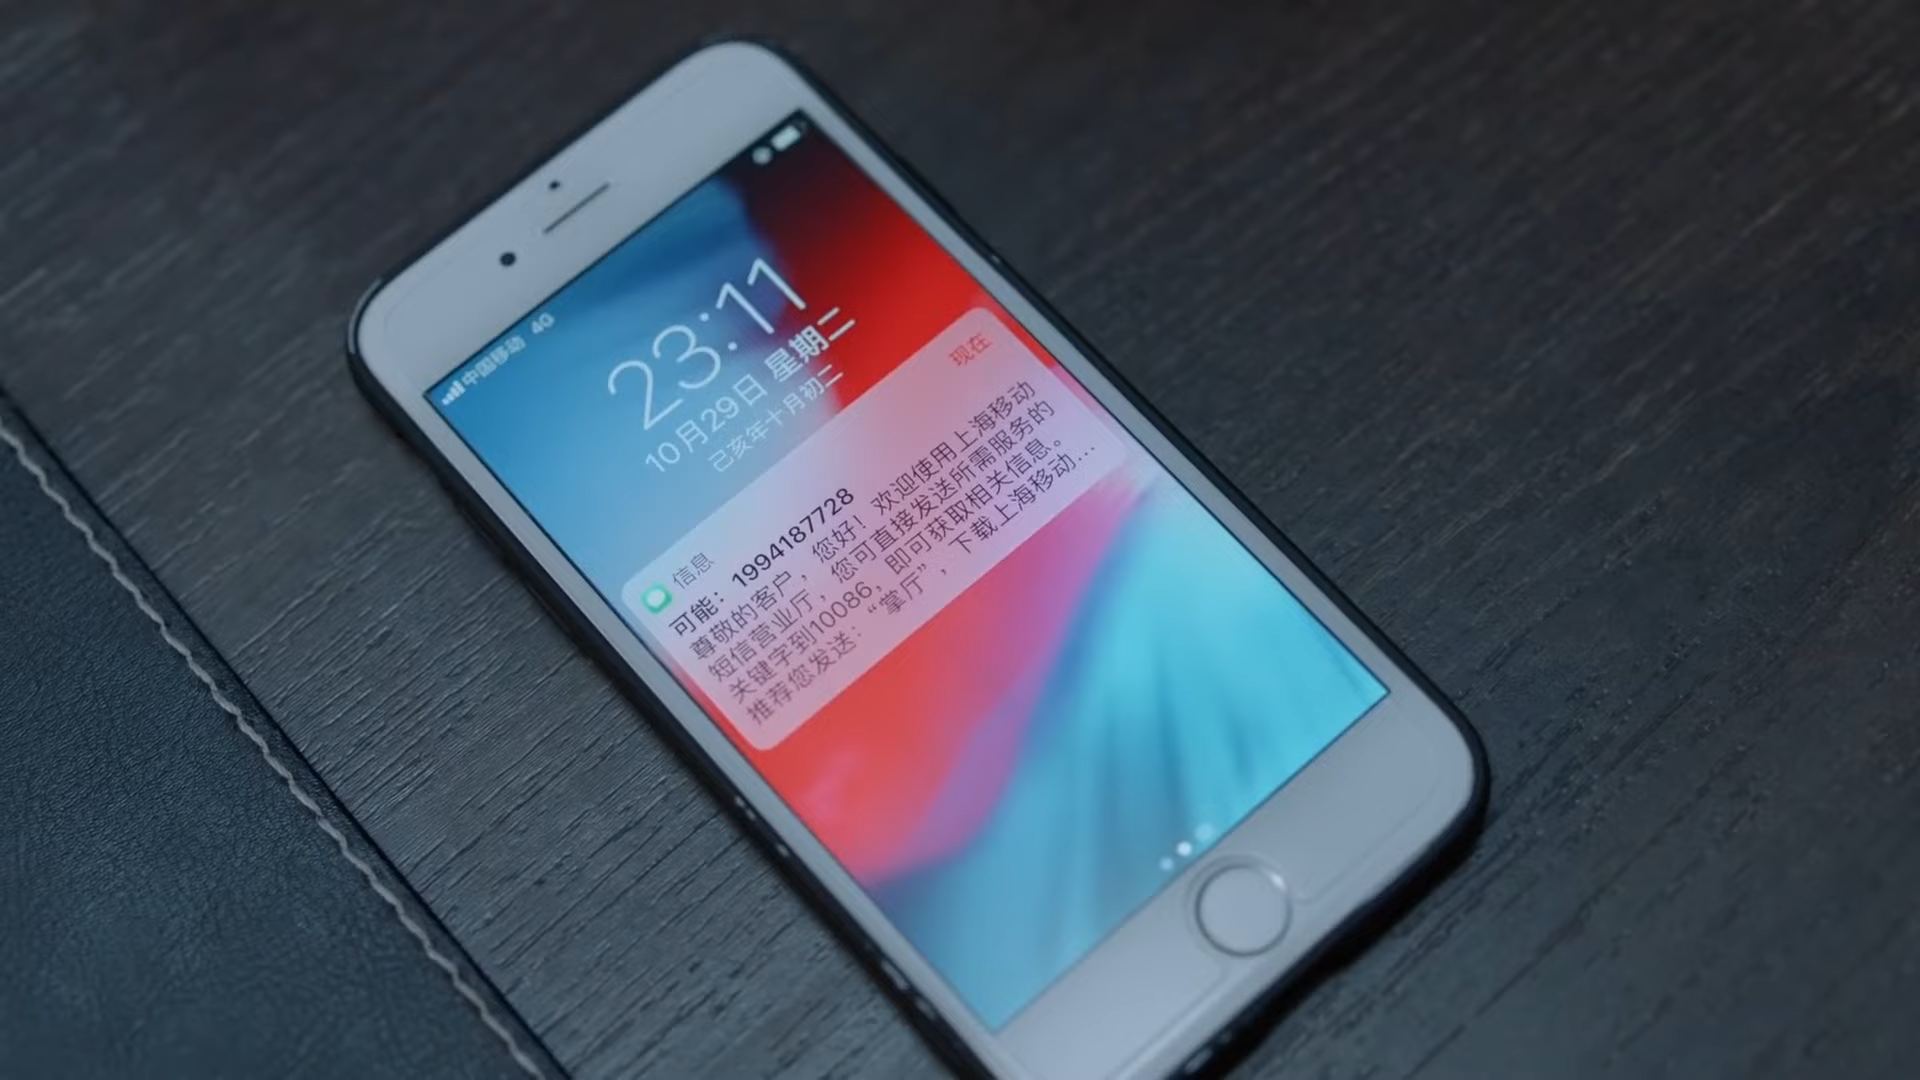 中国移动 4G
23:11
10月29日 星期二
己亥年十月初二
信息 现在
可能：1994187728
尊敬的客户，您好！欢迎使用上海移动
短信营业厅，您可直接发送所需服务的
关键字到10086，即可获取相关信息。
推荐您发送：“掌厅”，下载上海移动...